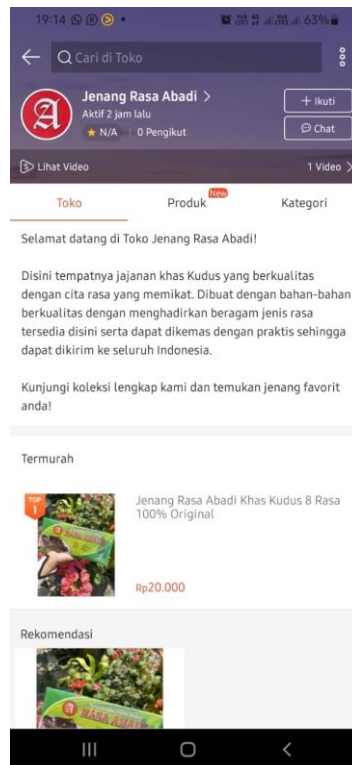 19:14
63%
Cari di Toko
A
Jenang Rasa Abadi >
+ Ikuti
Aktif 2 jam lalu
N/A | 0 Pengikut
Chat
Lihat Video
1 Video >
Toko
Produk
New
Kategori
Selamat datang di Toko Jenang Rasa Abadi!
Disini tempatnya jajanan khas Kudus yang berkualitas
dengan cita rasa yang memikat. Dibuat dengan bahan-bahan
berkualitas dengan menghadirkan beragam jenis rasa
tersedia disini serta dapat dikemas dengan praktis sehingga
dapat dikirim ke seluruh Indonesia.
Kunjungi koleksi lengkap kami dan temukan jenang favorit
anda!
Termurah
TOP
1
Jenang Rasa Abadi Khas Kudus 8 Rasa
100% Original
RASA ABADI
Rp20.000
Rekomendasi
RASA ABADI